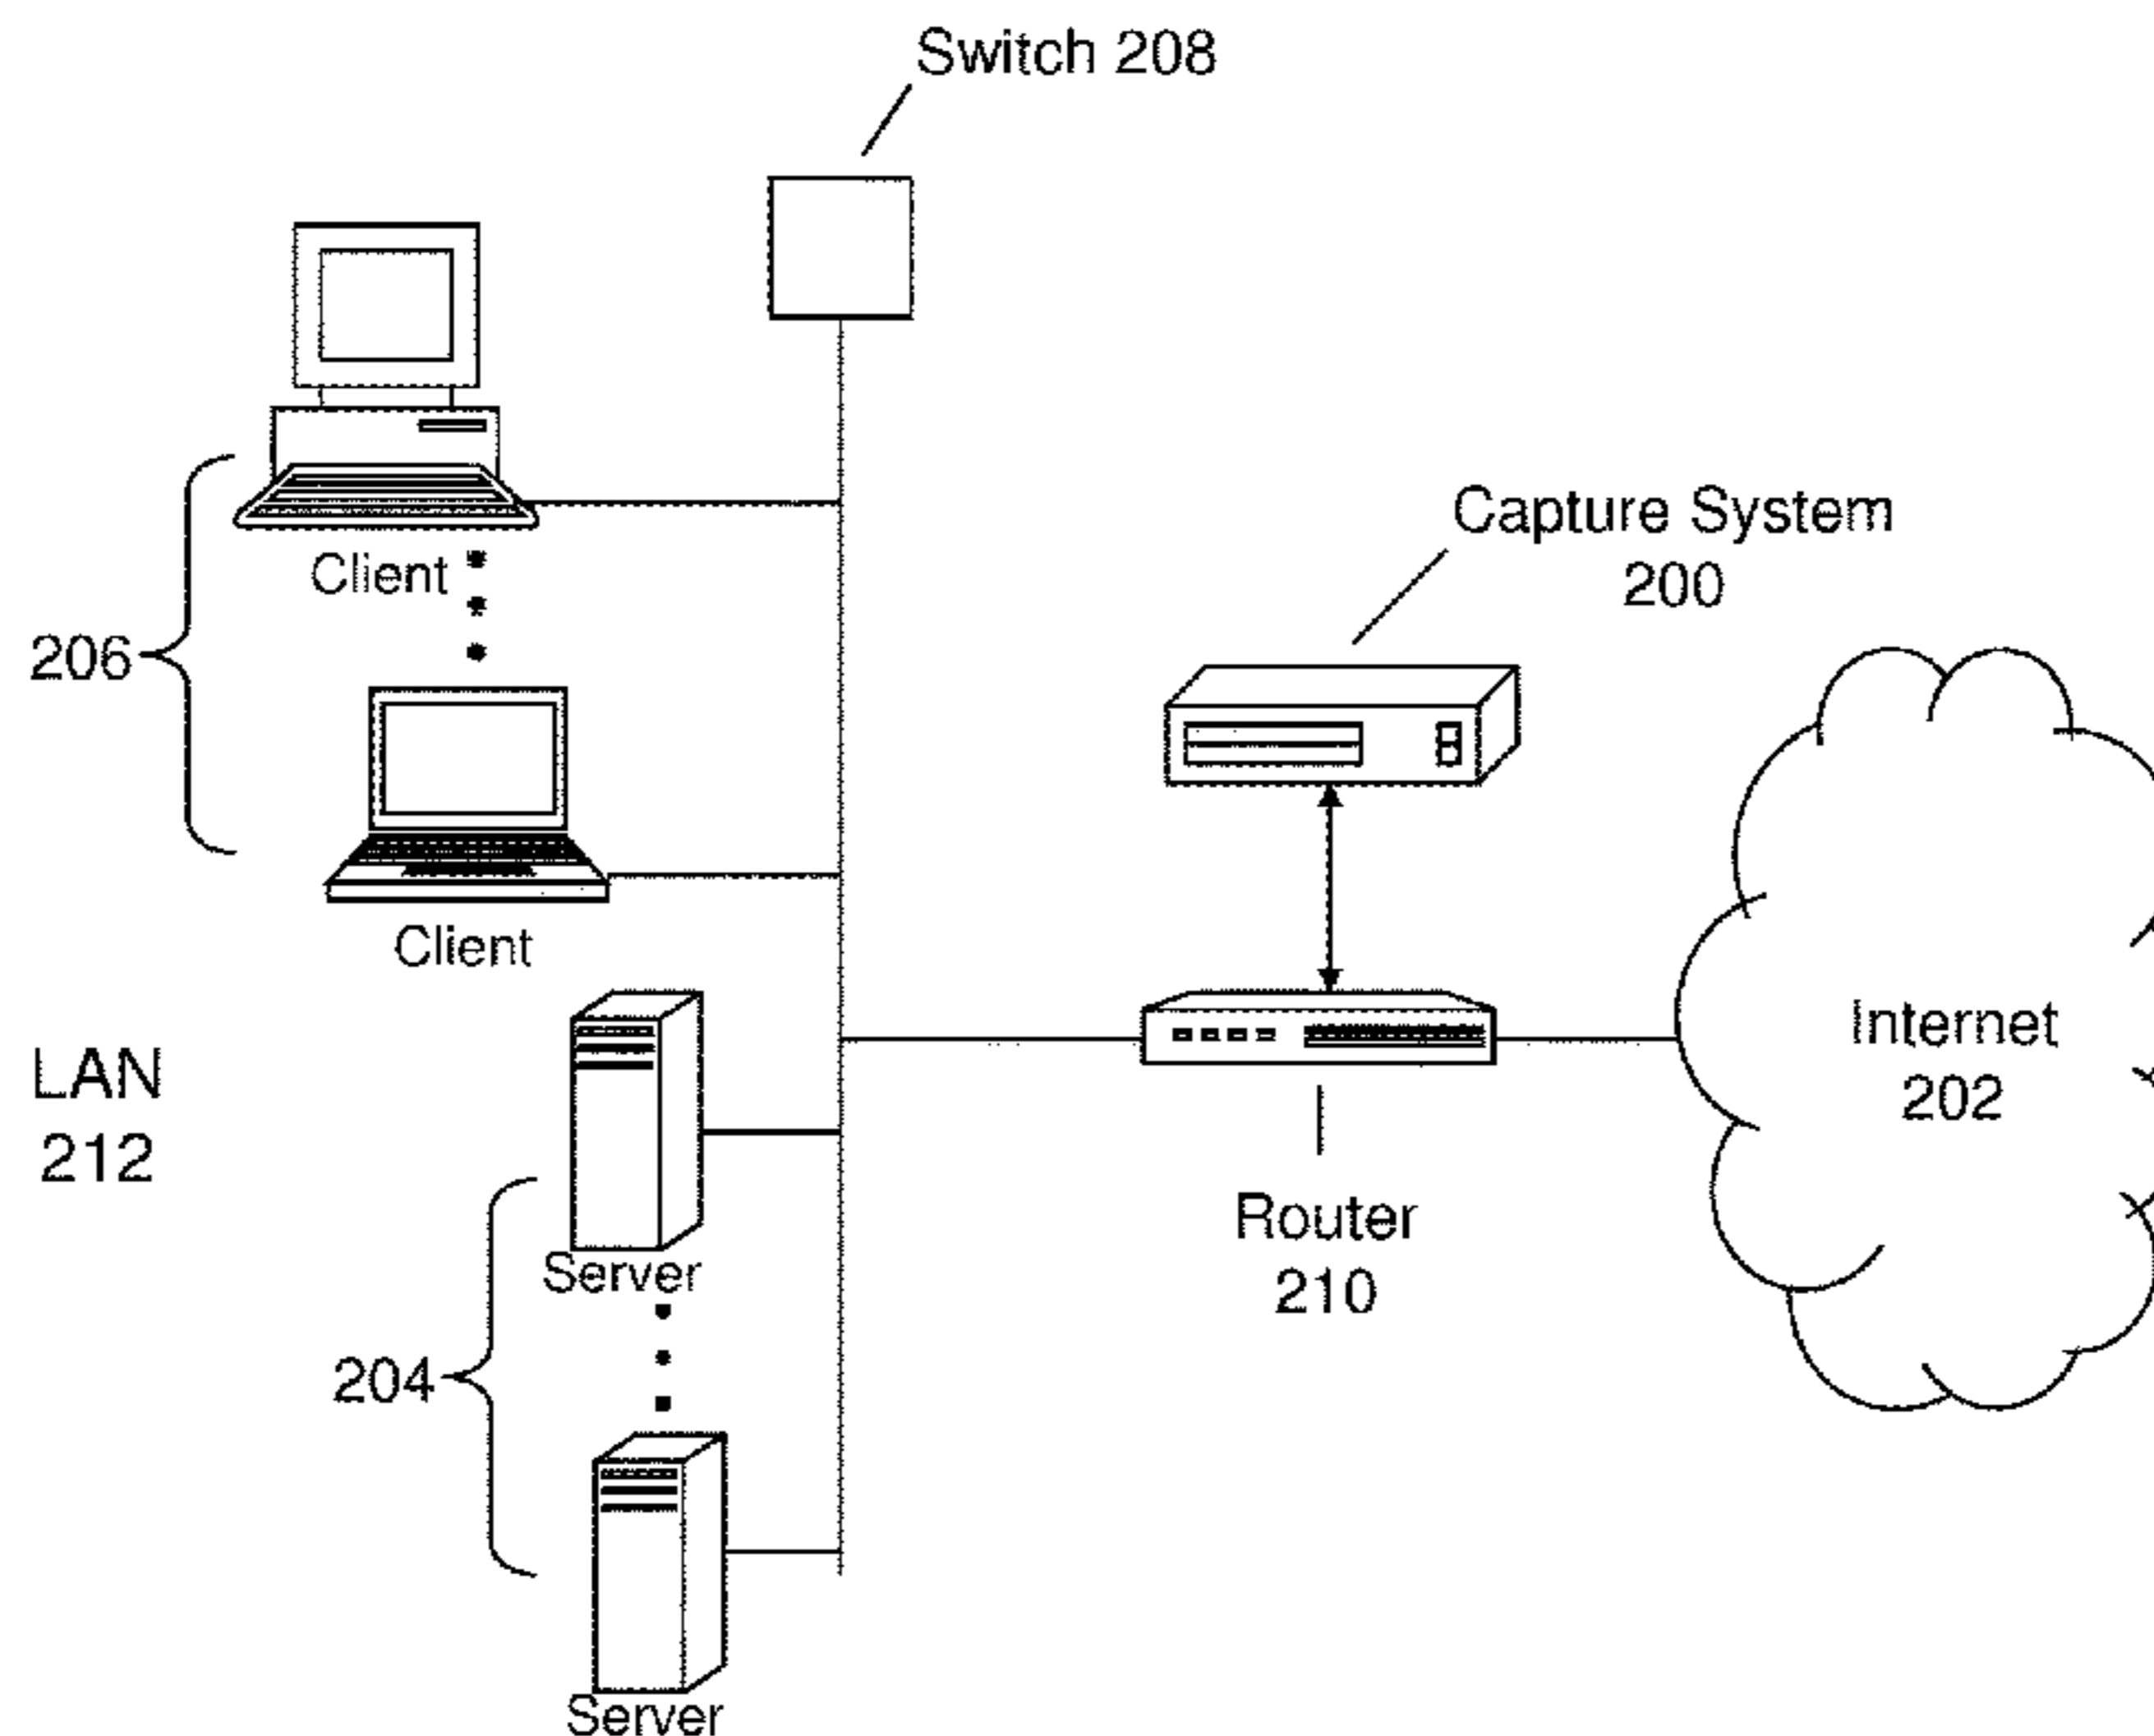 Switch 208
Client
Capture System
200
206
Client
Internet
202
LAN
212
Router
210
Server
204
Server